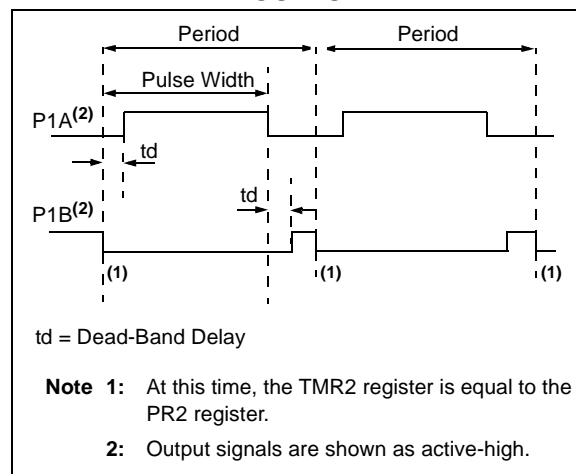 Period Period
Pulse Width
P1A(2)
td
td
P1B(2)
(1) (1) (1)
td = Dead-Band Delay
Note 1: At this time, the TMR2 register is equal to the
PR2 register.
2: Output signals are shown as active-high.